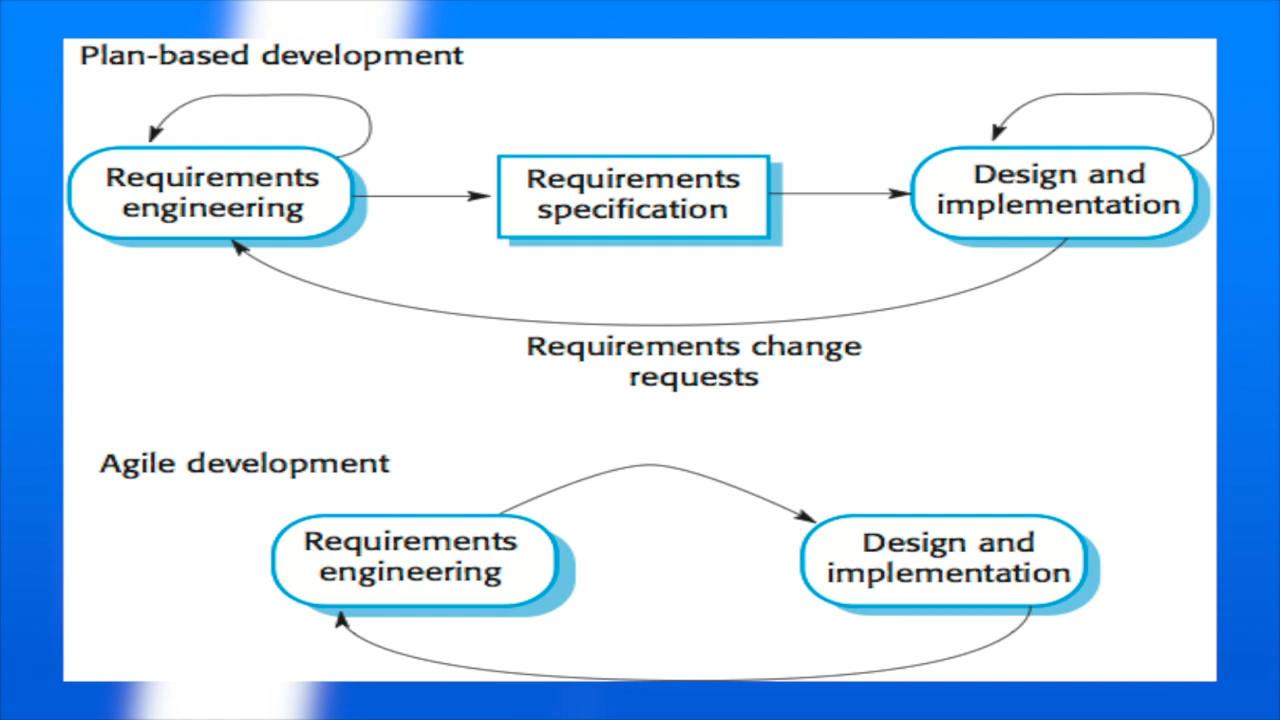 Plan-based development
Requirements
engineering
Requirements
specification
Design and
implementation
Requirements change
requests
Agile development
Requirements
engineering
Design and
implementation